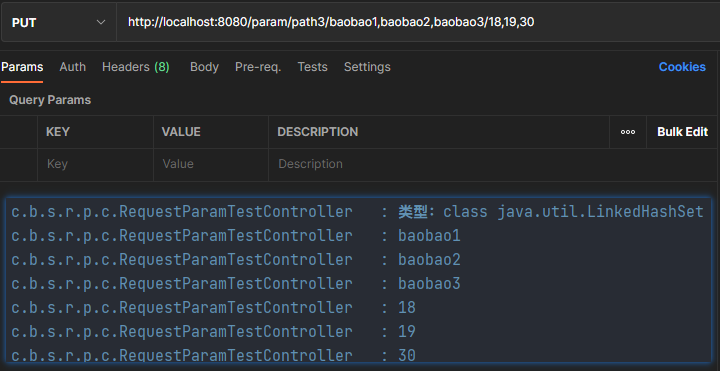 PUT http://localhost:8080/param/path3/baobao1,baobao2,baobao3/18,19,30
Params Auth Headers (8) Body Pre-req. Tests Settings Cookies
Query Params
KEY VALUE DESCRIPTION ooo Bulk Edit
Key Value Description
c.b.s.r.p.c.RequestParamTestController : 类型：class java.util.LinkedHashSet
c.b.s.r.p.c.RequestParamTestController : baobao1
c.b.s.r.p.c.RequestParamTestController : baobao2
c.b.s.r.p.c.RequestParamTestController : baobao3
c.b.s.r.p.c.RequestParamTestController : 18
c.b.s.r.p.c.RequestParamTestController : 19
c.b.s.r.p.c.RequestParamTestController : 30